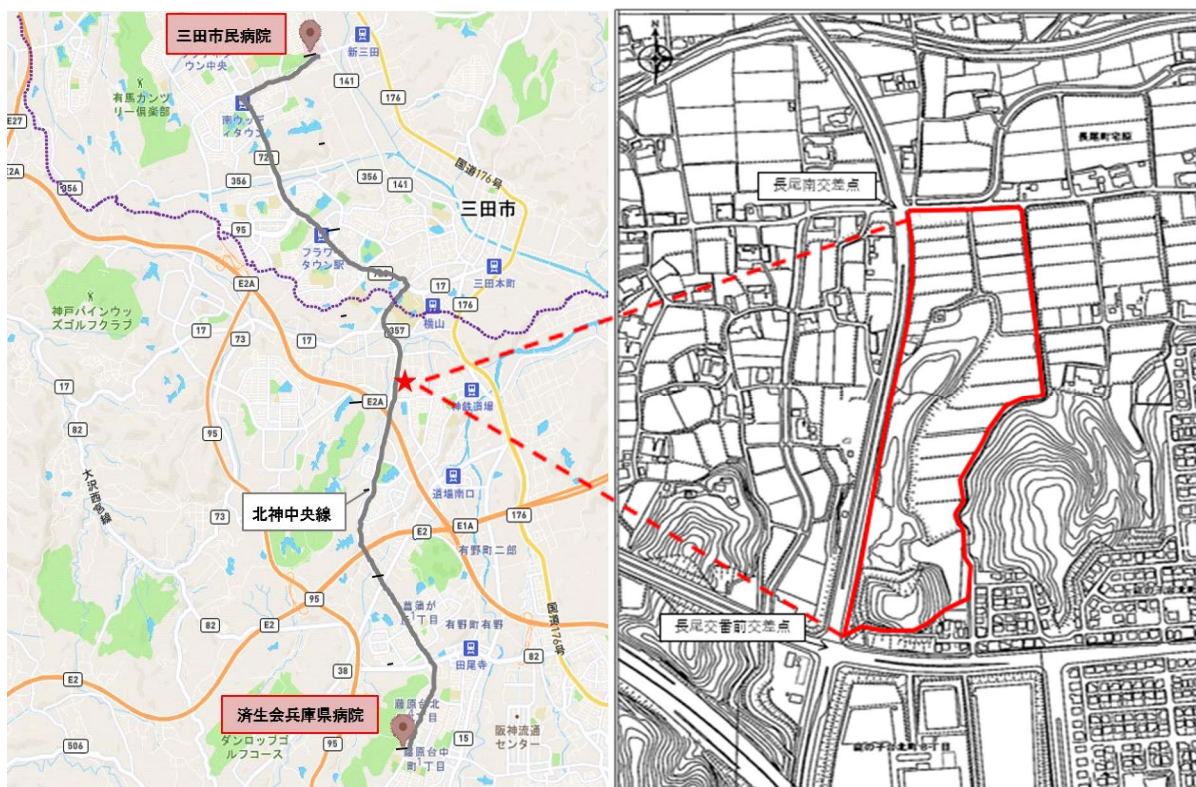 三田市民病院
新三田
ウン中央
141
176
有馬カンツ
リー倶楽部
E27
南ウッデ
ィタウン
E2A
720
356
356
356
141
国道176号
三田市
95
フラワ
タウン駅
E2A
三田本町
17
神戸パインウッ
ズゴルフクラブ
横山
176
17
73
17
357
17
E2A
神鉄道場
82
95
道場南口
大沢西宮線
北神中央線
73
176
E1A
E2
有野町二郎
95
菖蒲が
丁目
有野町有野
国道176号
82
E2
38
田尾寺
82
E2
済生会兵庫県病院
藤原台北
丁目
ダンロップゴ
ルフコース
95
藤原台中
町1丁目
15
阪神流通
センター
506
N
長尾町宅原
長尾南交差点
長尾交番前交差点